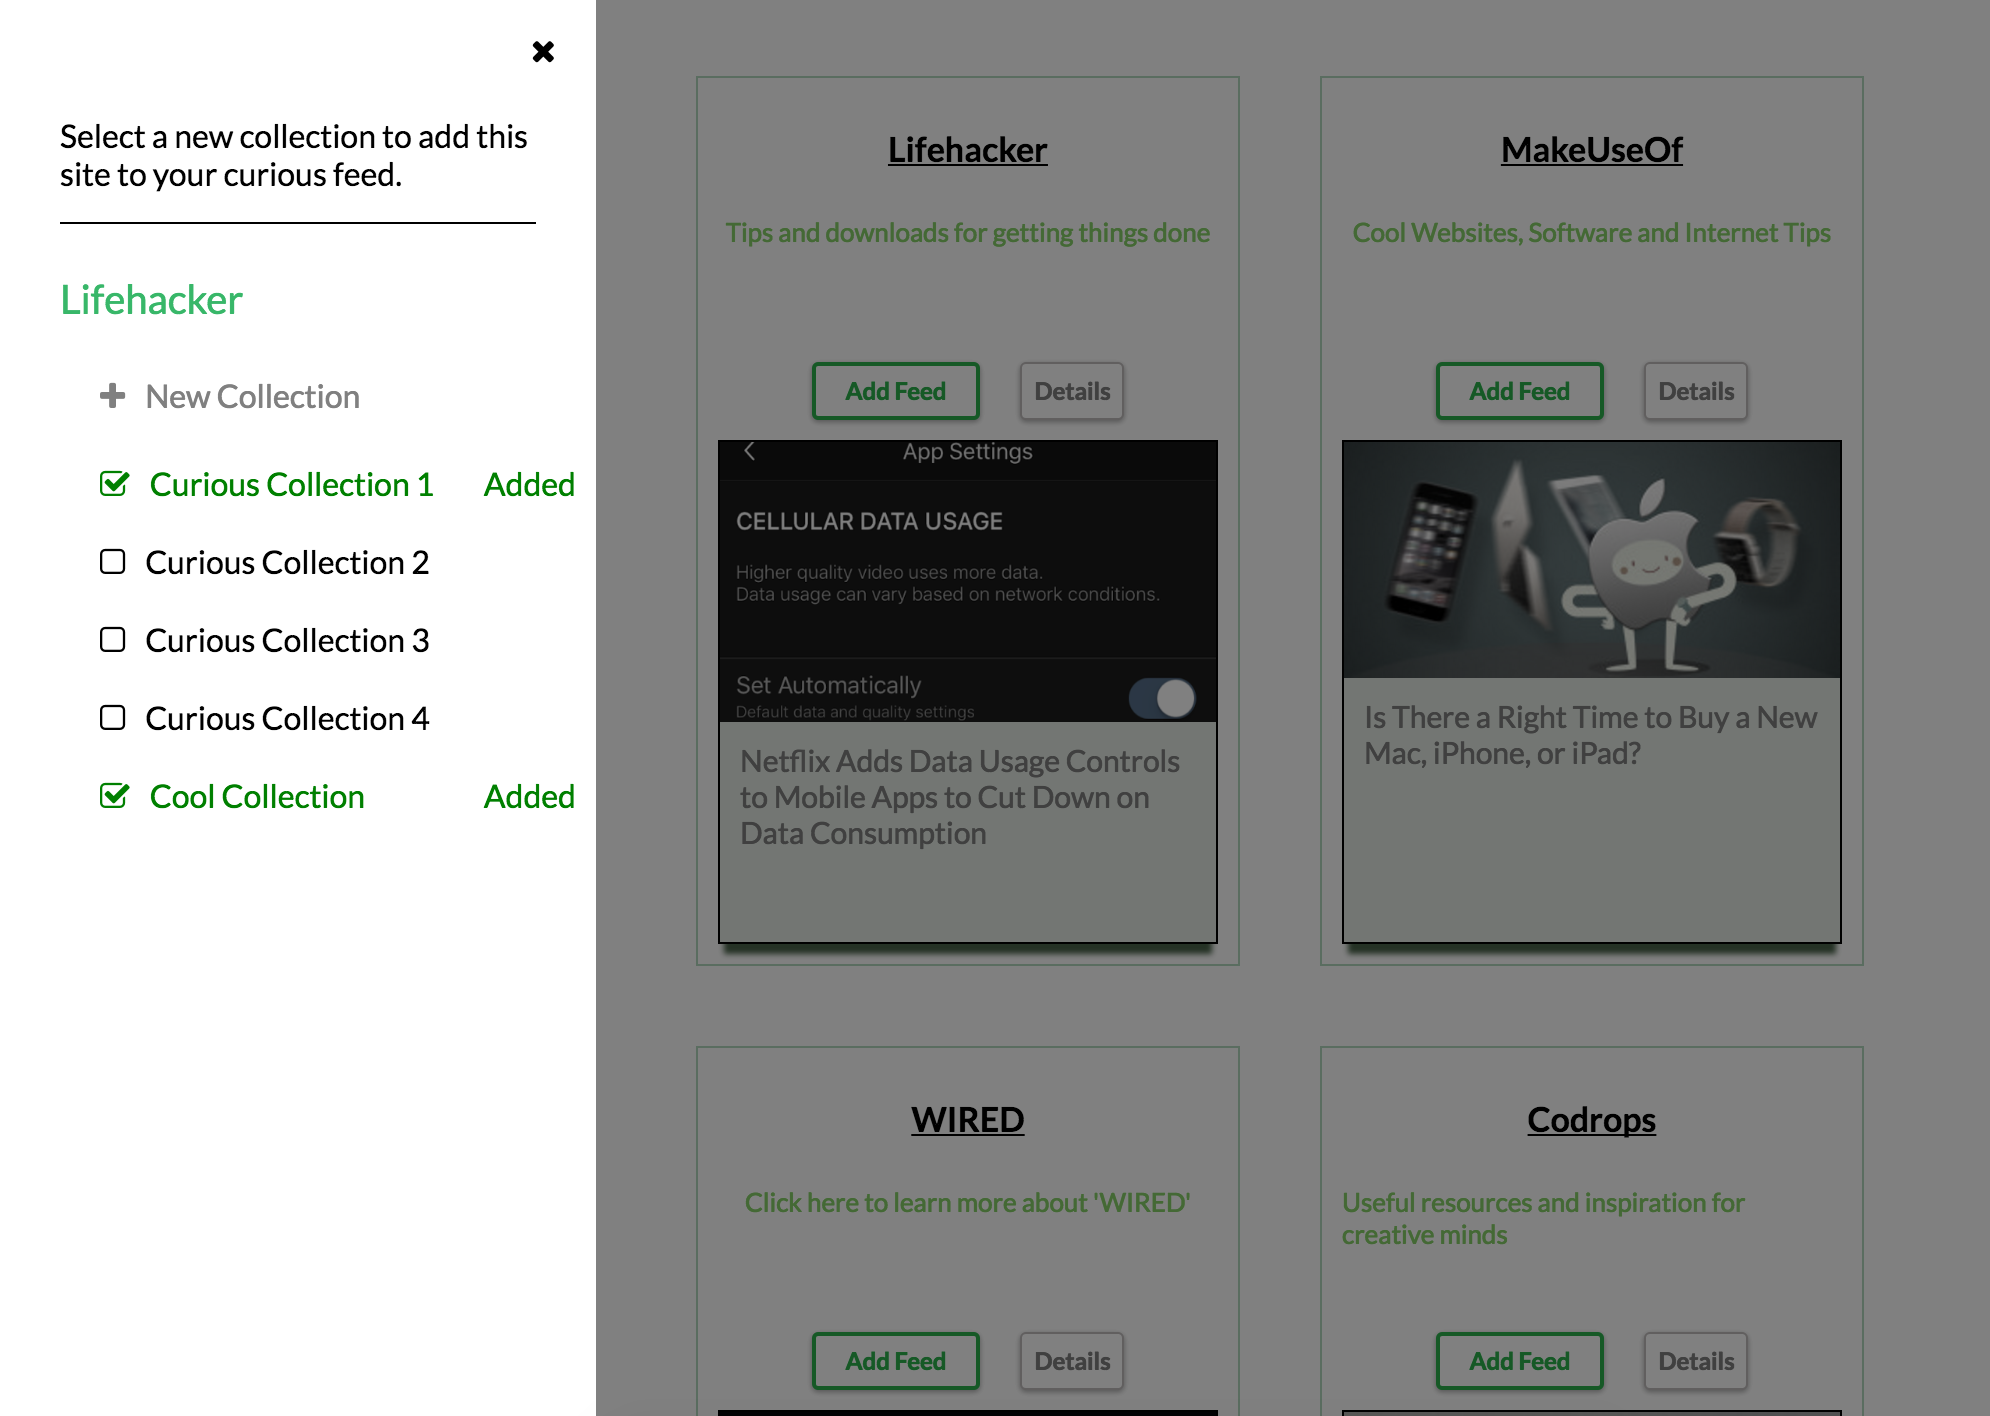 Select a new collection to add this
site to your curious feed.
Lifehacker
New Collection
Curious Collection 1 Added
Curious Collection 2
Curious Collection 3
Curious Collection 4
Cool Collection Added
Lifehacker
Tips and downloads for getting things done
Add Feed Details
App Settings
CELLULAR DATA USAGE
Higher quality video uses more data.
Data usage can vary based on network conditions.
Set Automatically
Default data and quality settings
Netflix Adds Data Usage Controls
to Mobile Apps to Cut Down on
Data Consumption
MakeUseOf
Cool Websites, Software and Internet Tips
Add Feed Details
Is There a Right Time to Buy a New
Mac, iPhone, or iPad?
WIRED
Click here to learn more about 'WIRED'
Add Feed Details
Codrops
Useful resources and inspiration for
creative minds
Add Feed Details